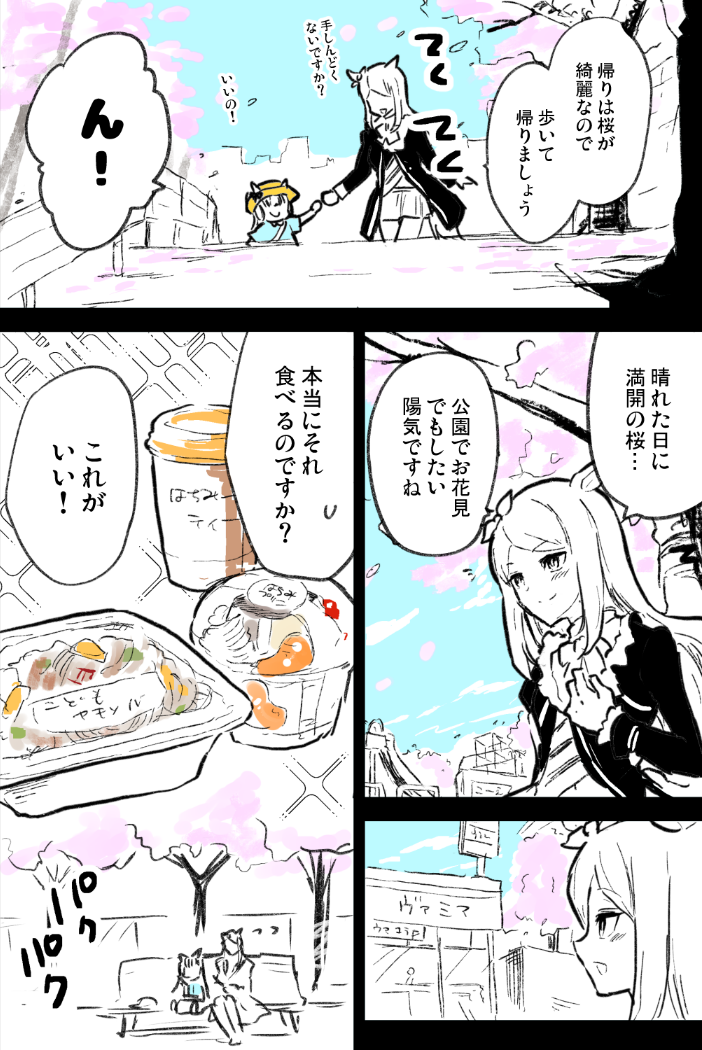 帰りは桜が
綺麗なので
歩いて
帰りましょう
てく
てく
手しんどく
ないですか?
いいの!
ん!
晴れた日に
満開の桜…
公園でお花見
でもしたい
陽気ですね
ヴマミマ
本当にそれ
食べるのですか?
これが
いい!
はちみー
ティー
はちみ
こども
ヤキソバ
パク
パク